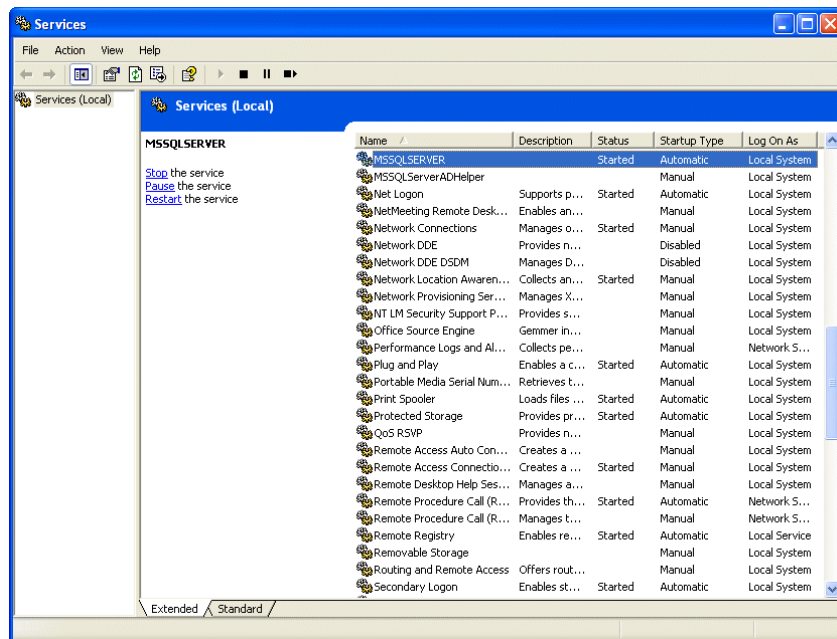 Services
File Action View Help
Services (Local)
Services (Local)
MSSQLSERVER
Stop the service
Pause the service
Restart the service
Name Description Status Startup Type Log On As
MSSQLSERVER Started Automatic Local System
MSSQLServerADHelper Manual Local System
Net Logon Supports p... Started Automatic Local System
NetMeeting Remote Desk... Enables an... Manual Local System
Network Connections Manages o... Started Manual Local System
Network DDE Provides n... Disabled Local System
Network DDE DSDM Manages D... Disabled Local System
Network Location Awaren... Collects an... Started Manual Local System
Network Provisioning Ser... Manages X... Manual Local System
NT LM Security Support P... Provides s... Manual Local System
Office Source Engine Gemmer in... Manual Local System
Performance Logs and Al... Collects pe... Manual Network S...
Plug and Play Enables a c... Started Automatic Local System
Portable Media Serial Num... Retrieves t... Manual Local System
Print Spooler Loads files ... Started Automatic Local System
Protected Storage Provides pr... Started Automatic Local System
QoS RSVP Provides n... Manual Local System
Remote Access Auto Con... Creates a ... Manual Local System
Remote Access Connectio... Creates a ... Started Manual Local System
Remote Desktop Help Ses... Manages a... Manual Local System
Remote Procedure Call (R... Provides th... Started Automatic Network S...
Remote Procedure Call (R... Manages t... Manual Network S...
Remote Registry Enables re... Started Automatic Local Service
Removable Storage Manual Local System
Routing and Remote Access Offers rout... Manual Local System
Secondary Logon Enables st... Started Automatic Local System
Extended Standard